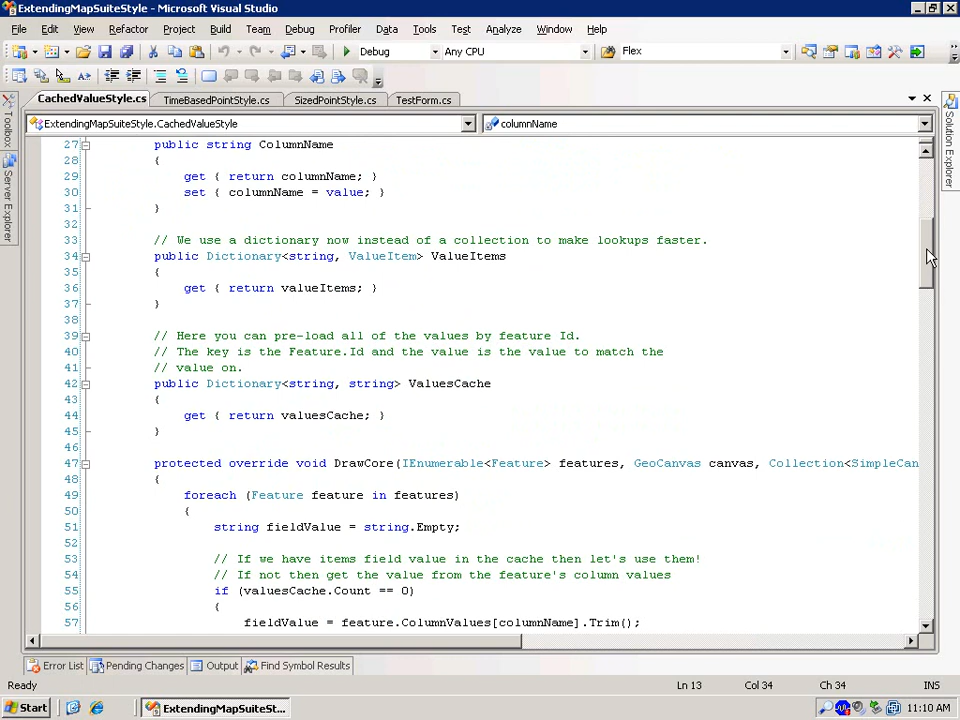 ExtendingMapSuiteStyle - Microsoft Visual Studio
File Edit View Refactor Project Build Team Debug Profiler Data Tools Test Analyze Window Help
Debug Any CPU Flex
CachedValueStyle.cs TimeBasedPointStyle.cs SizedPointStyle.cs TestForm.cs
ExtendingMapSuiteStyle.CachedValueStyle columnName
Toolbox
Server Explorer
Solution Explorer
27 public string ColumnName
28 {
29 get { return columnName; }
30 set { columnName = value; }
31 }
32
33 // We use a dictionary now instead of a collection to make lookups faster.
34 public Dictionary<string, ValueItem> ValueItems
35 {
36 get { return valueItems; }
37 }
38
39 // Here you can pre-load all of the values by feature Id.
40 // The key is the Feature.Id and the value is the value to match the
41 // value on.
42 public Dictionary<string, string> ValuesCache
43 {
44 get { return valuesCache; }
45 }
46
47 protected override void DrawCore(IEnumerable<Feature> features, GeoCanvas canvas, Collection<SimpleCan
48 {
49 foreach (Feature feature in features)
50 {
51 string fieldValue = string.Empty;
52
53 // If we have items field value in the cache then let's use them!
54 // If not then get the value from the feature's column values
55 if (valuesCache.Count == 0)
56 {
57 fieldValue = feature.ColumnValues[columnName].Trim();
Error List Pending Changes Output Find Symbol Results
Ready Ln 13 Col 34 Ch 34 INS
Start ExtendingMapSuiteSt... 11:10 AM